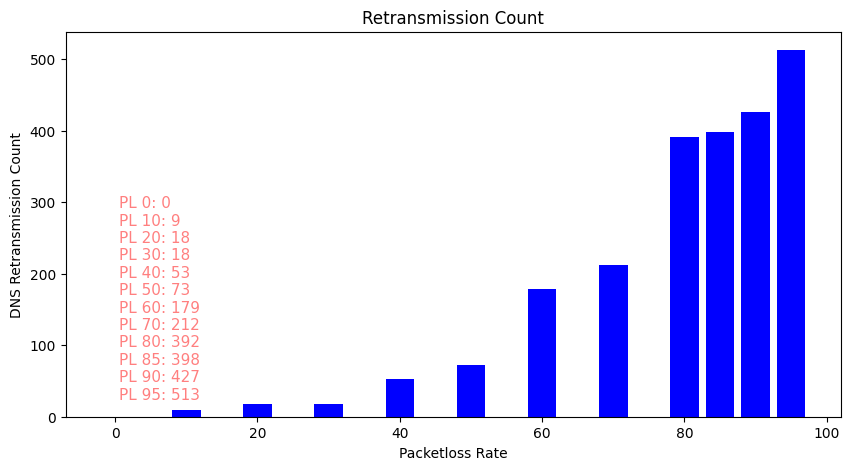 Retransmission Count
DNS Retransmission Count
500
400
300
200
100
0
PL 0: 0
PL 10: 9
PL 20: 18
PL 30: 18
PL 40: 53
PL 50: 73
PL 60: 179
PL 70: 212
PL 80: 392
PL 85: 398
PL 90: 427
PL 95: 513
0 20 40 60 80 100
Packetloss Rate